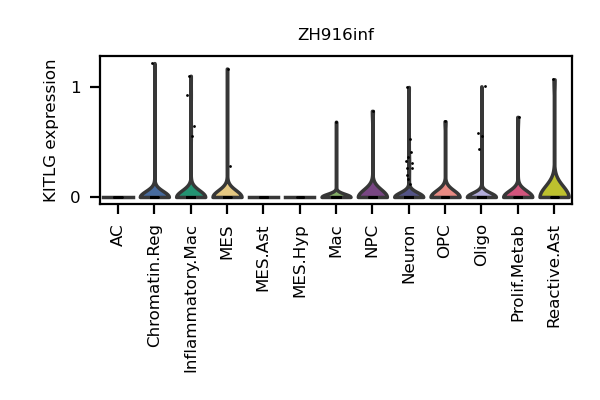 ZH916inf
KITLG expression
1
0
AC
Chromatin.Reg
Inflammatory.Mac
MES
MES.Ast
MES.Hyp
Mac
NPC
Neuron
OPC
Oligo
Prolif.Metab
Reactive.Ast